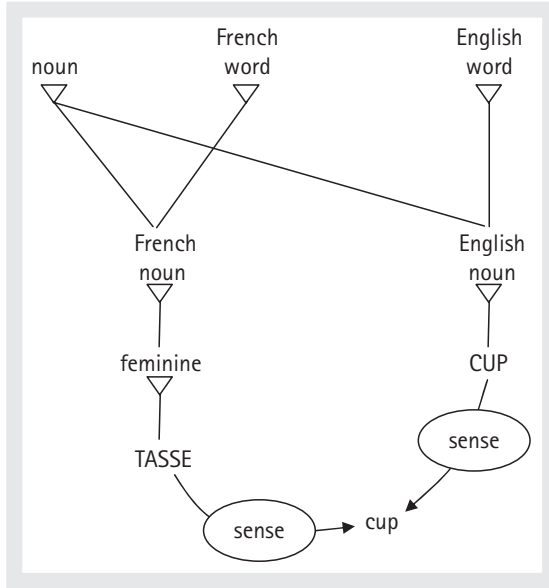 noun
French
word
English
word
French
noun
English
noun
feminine
CUP
TASSE
sense
sense
cup